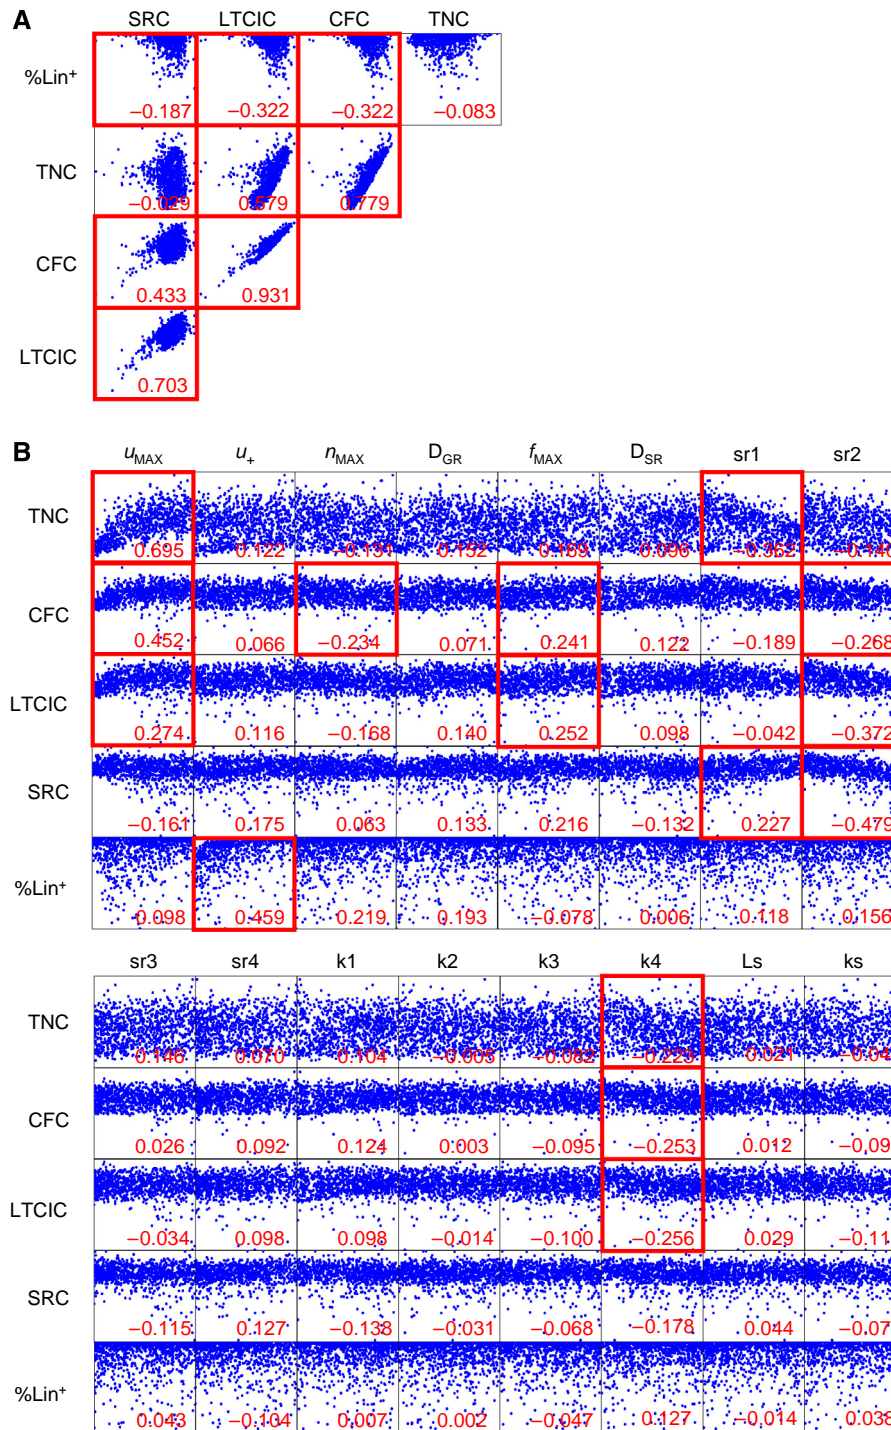 A
SRC LTCIC CFC TNC
%Lin+ −0.187 −0.322 −0.322 −0.083
TNC −0.029 0.579 0.779
CFC 0.433 0.931
LTCIC 0.703
B
uMAX u+ nMAX DGR fMAX DSR sr1 sr2
TNC 0.695 0.122 −0.131 0.152 0.169 0.096 −0.362
CFC 0.452 0.066 −0.234 0.071 0.241 0.122 −0.189 −0.268
LTCIC 0.274 0.116 −0.168 0.140 0.252 0.098 −0.042 −0.372
SRC −0.161 0.175 0.063 0.133 0.216 −0.132 0.227 −0.479
%Lin+ 0.098 0.459 0.219 0.193 −0.078 0.006 0.118 0.156
sr3 sr4 k1 k2 k3 k4 Ls ks
TNC 0.146 0.070 0.104 −0.005 −0.082 −0.223 0.021
CFC 0.026 0.092 0.124 0.003 −0.095 −0.253 0.012 −0.09
LTCIC −0.034 0.098 0.098 −0.014 −0.100 −0.256 0.029 −0.11
SRC −0.115 0.127 −0.138 −0.031 −0.068 −0.178 0.044 −0.07
%Lin+ 0.043 −0.104 0.007 0.002 −0.047 0.127 −0.014 0.038